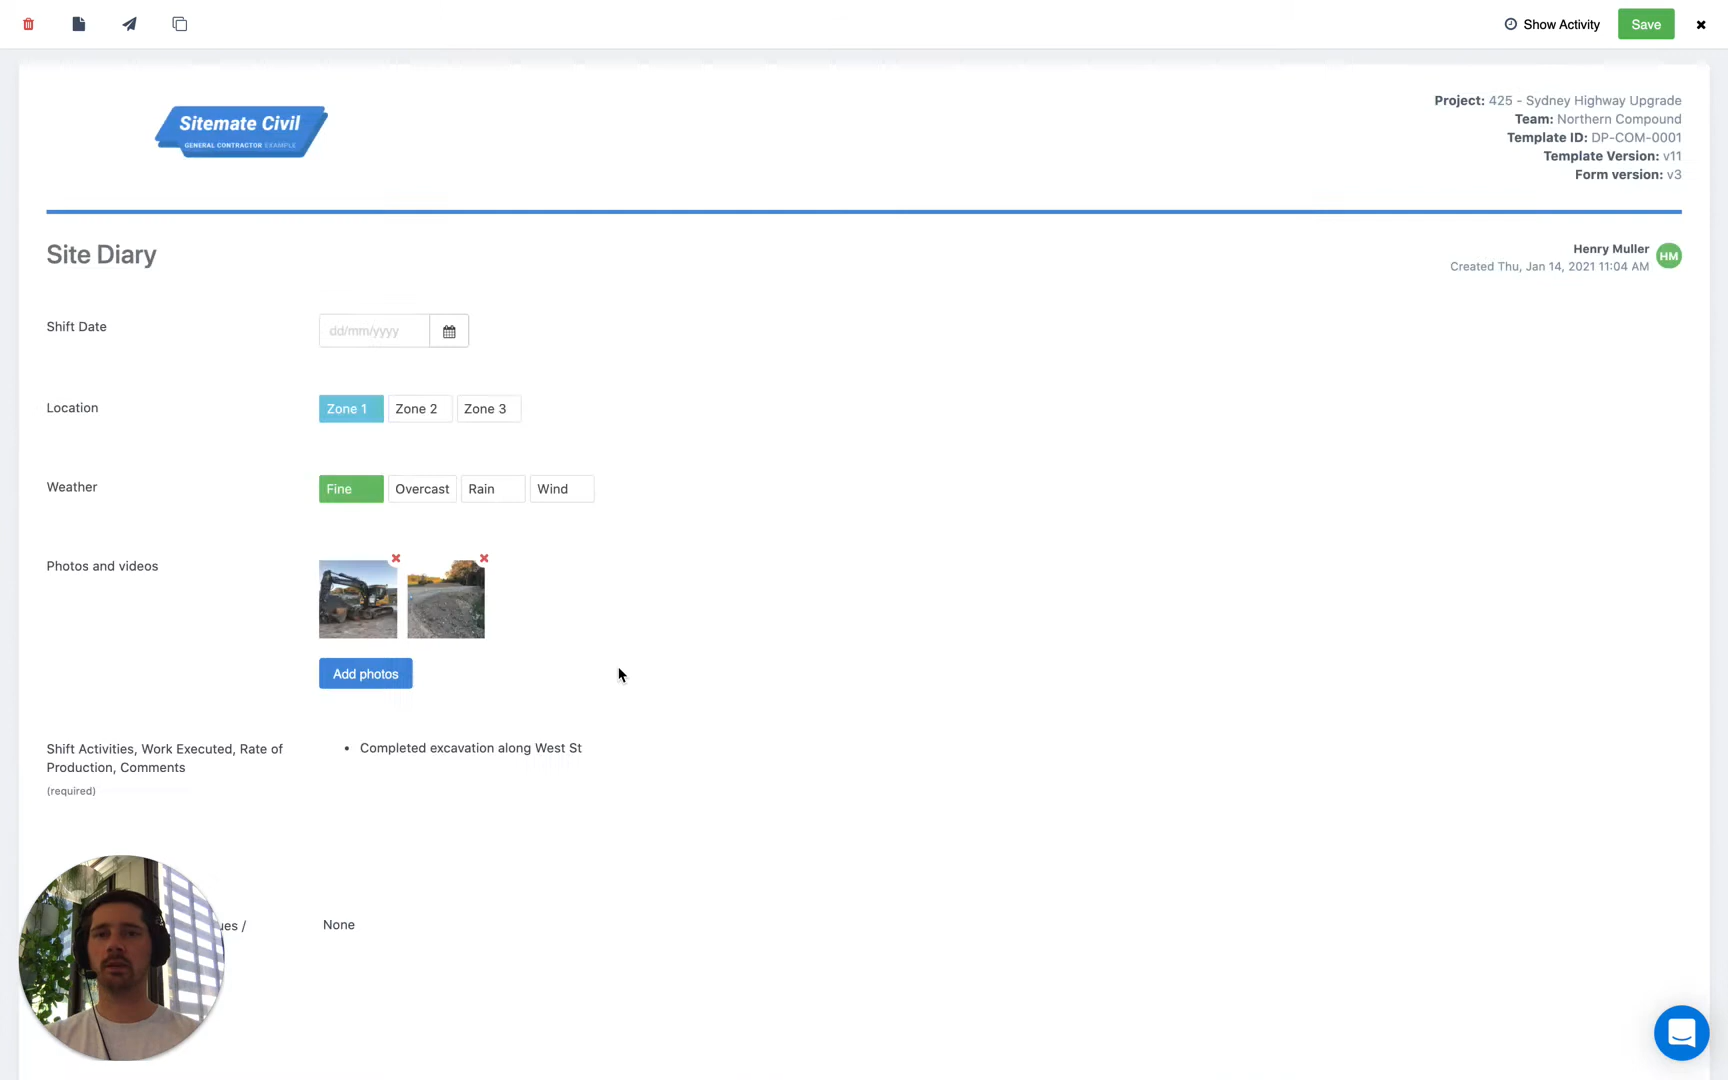 Show Activity
Save
Sitemate Civil
GENERAL CONTRACTOR EXAMPLE
Project: 425 - Sydney Highway Upgrade
Team: Northern Compound
Template ID: DP-COM-0001
Template Version: v11
Form version: v3
Site Diary
Henry Muller
HM
Created Thu, Jan 14, 2021 11:04 AM
Shift Date
dd/mm/yyyy
Location
Zone 1
Zone 2
Zone 3
Weather
Fine
Overcast
Rain
Wind
Photos and videos
Add photos
Shift Activities, Work Executed, Rate of
Production, Comments
(required)
• Completed excavation along West St
None